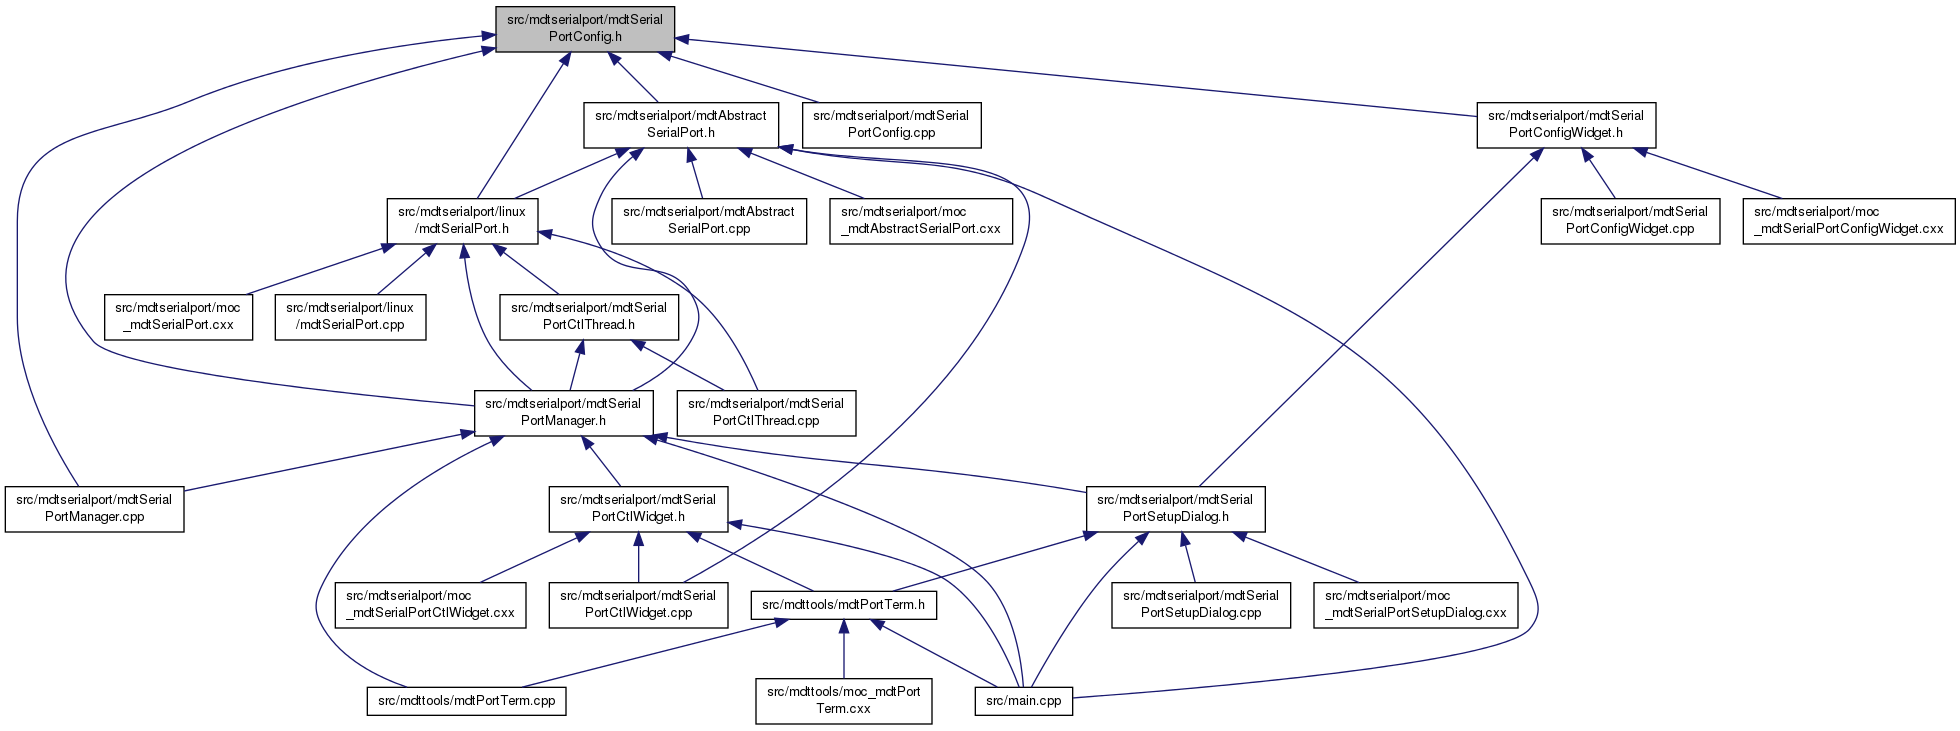 src/mdtserialport/mdtSerial
PortConfig.h
src/mdtserialport/mdtAbstract
SerialPort.h
src/mdtserialport/mdtSerial
PortConfig.cpp
src/mdtserialport/mdtSerial
PortConfigWidget.h
src/mdtserialport/linux
/mdtSerialPort.h
src/mdtserialport/mdtAbstract
SerialPort.cpp
src/mdtserialport/moc
_mdtAbstractSerialPort.cxx
src/mdtserialport/mdtSerial
PortConfigWidget.cpp
src/mdtserialport/moc
_mdtSerialPortConfigWidget.cxx
src/mdtserialport/moc
_mdtSerialPort.cxx
src/mdtserialport/linux
/mdtSerialPort.cpp
src/mdtserialport/mdtSerial
PortCtlThread.h
src/mdtserialport/mdtSerial
PortManager.h
src/mdtserialport/mdtSerial
PortCtlThread.cpp
src/mdtserialport/mdtSerial
PortManager.cpp
src/mdtserialport/mdtSerial
PortCtlWidget.h
src/mdtserialport/mdtSerial
PortSetupDialog.h
src/mdtserialport/moc
_mdtSerialPortCtlWidget.cxx
src/mdtserialport/mdtSerial
PortCtlWidget.cpp
src/mdttools/mdtPortTerm.h
src/mdtserialport/mdtSerial
PortSetupDialog.cpp
src/mdtserialport/moc
_mdtSerialPortSetupDialog.cxx
src/mdttools/mdtPortTerm.cpp
src/mdttools/moc_mdtPort
Term.cxx
src/main.cpp